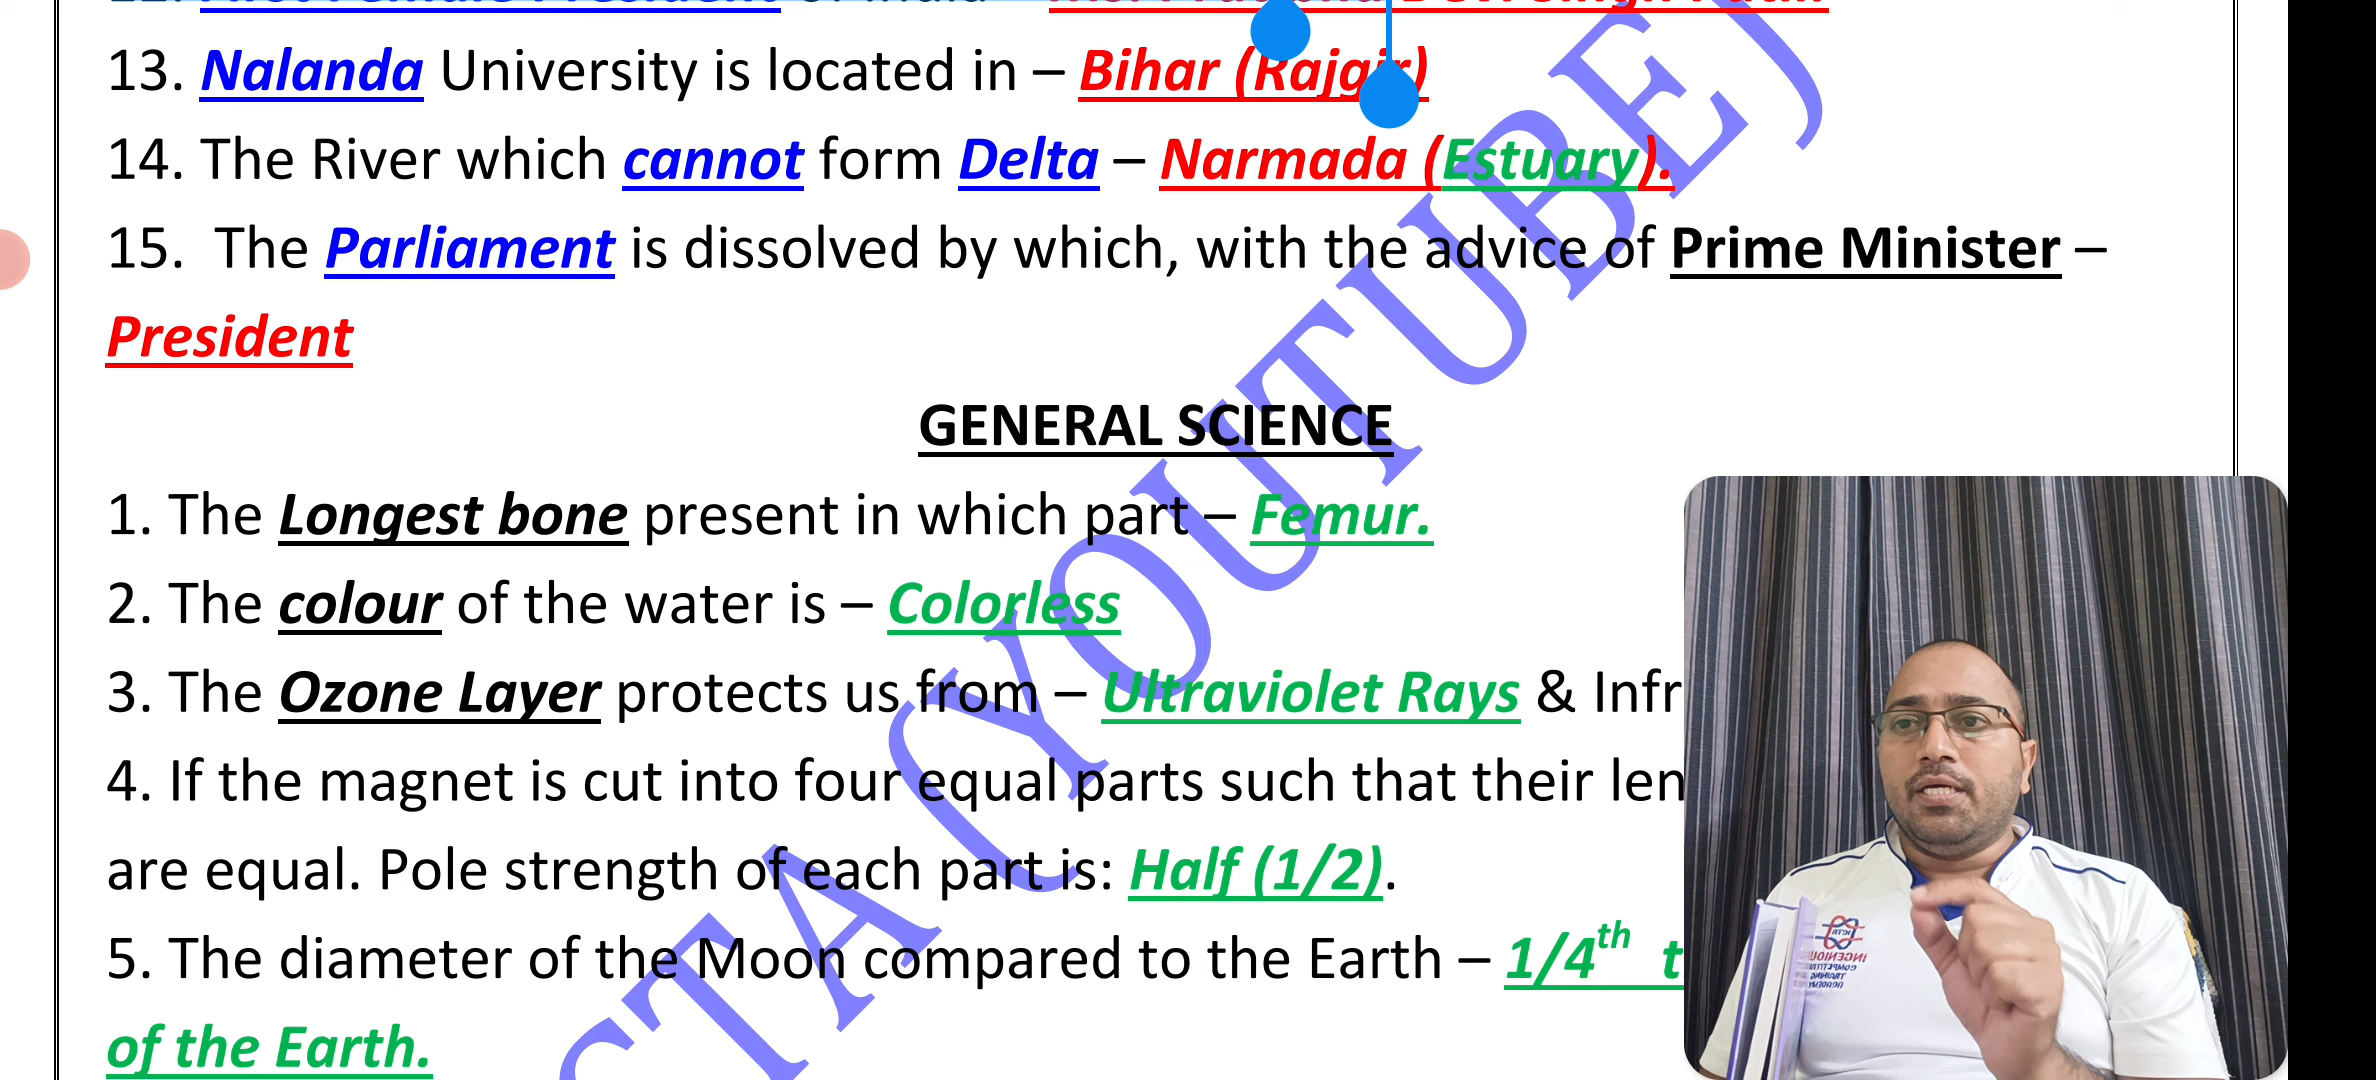 13. Nalanda University is located in – Bihar (Rajgir)
14. The River which cannot form Delta – Narmada (Estuary).
15. The Parliament is dissolved by which, with the advice of Prime Minister –
President
GENERAL SCIENCE
1. The Longest bone present in which part – Femur.
2. The colour of the water is – Colorless
3. The Ozone Layer protects us from – Ultraviolet Rays & Infr
4. If the magnet is cut into four equal parts such that their len
are equal. Pole strength of each part is: Half (1/2).
5. The diameter of the Moon compared to the Earth – 1/4th t
of the Earth.
CTA (YOUTUBE)
ICTA
INGENIOU
COMPETITI
TRAINING
ACADEMY